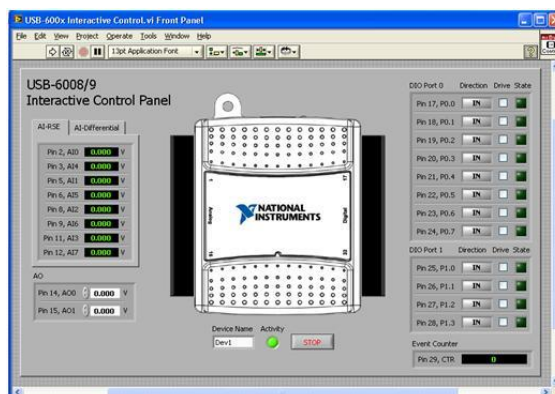 USB-600x Interactive Control.vi Front Panel
File Edit View Project Operate Tools Window Help
13pt Application Font
USB-6008/9
Interactive Control Panel
AI-RSE AI-Differential
Pin 2, AI0 0.000 V
Pin 3, AI4 0.000 V
Pin 5, AI1 0.000 V
Pin 6, AI5 0.000 V
Pin 8, AI2 0.000 V
Pin 9, AI6 0.000 V
Pin 11, AI3 0.000 V
Pin 12, AI7 0.000 V
AO
Pin 14, AO0 0.000 V
Pin 15, AO1 0.000 V
1 17
Analog
NATIONAL
INSTRUMENTS
Digital
16 32
Device Name Activity
Dev1 STOP
DIO Port 0 Direction Drive State
Pin 17, P0.0 IN
Pin 18, P0.1 IN
Pin 19, P0.2 IN
Pin 20, P0.3 IN
Pin 21, P0.4 IN
Pin 22, P0.5 IN
Pin 23, P0.6 IN
Pin 24, P0.7 IN
DIO Port 1 Direction Drive State
Pin 25, P1.0 IN
Pin 26, P1.1 IN
Pin 27, P1.2 IN
Pin 28, P1.3 IN
Event Counter
Pin 29, CTR 0